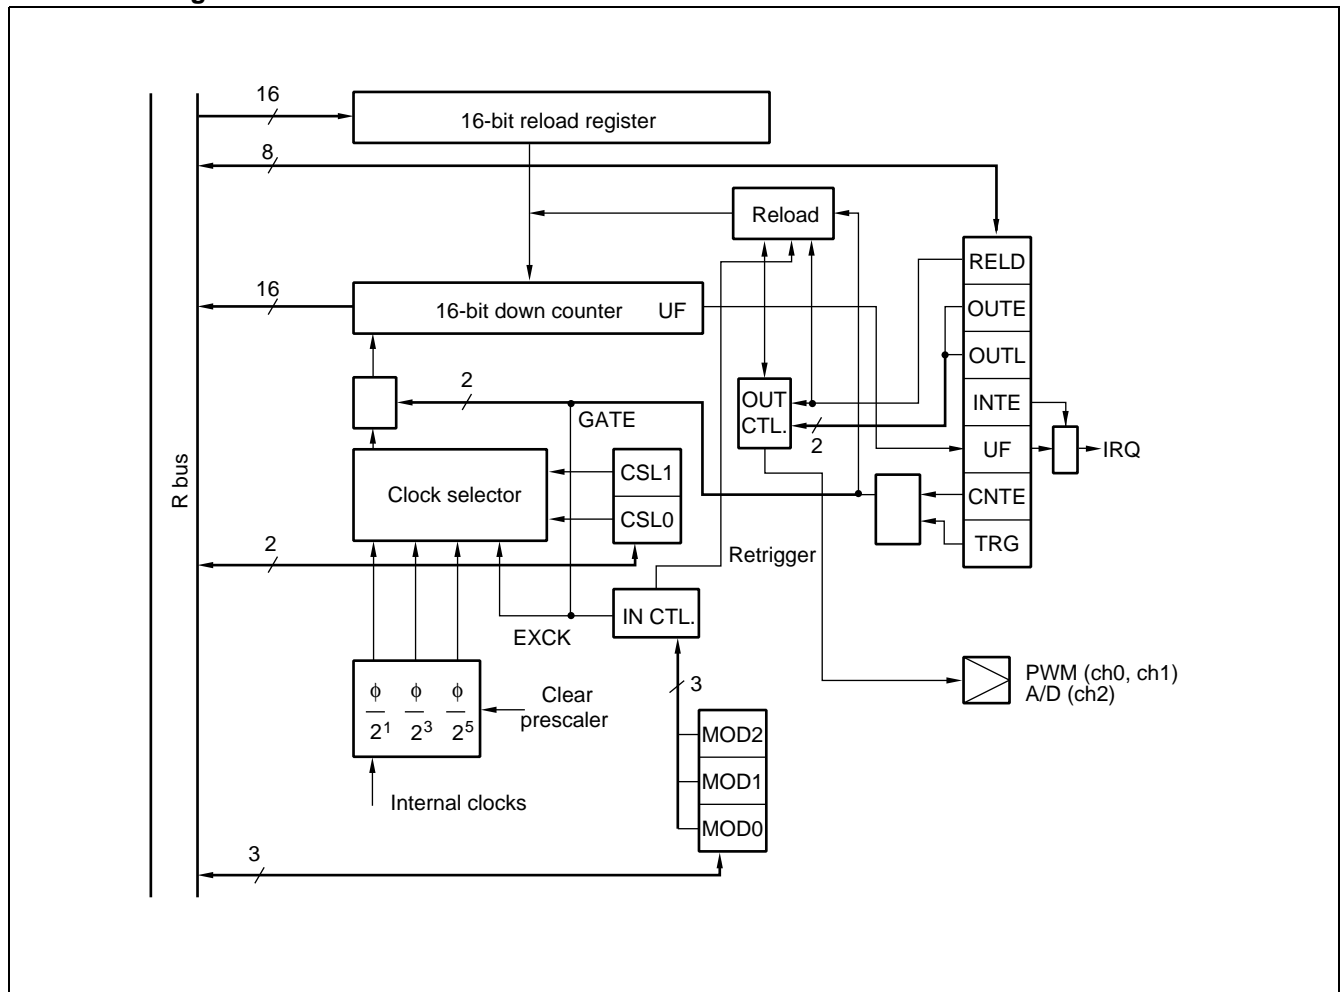 16
16-bit reload register
8
Reload
RELD
16
16-bit down counter UF
OUTE
OUTL
2
GATE
OUT
CTL.
2
INTE
UF
IRQ
R bus
Clock selector
CSL1
CSL0
CNTE
TRG
2
Retrigger
IN CTL.
EXCK
3
PWM (ch0, ch1)
A/D (ch2)
ϕ ϕ ϕ
2¹ 2³ 2⁵
Clear
prescaler
MOD2
MOD1
MOD0
Internal clocks
3